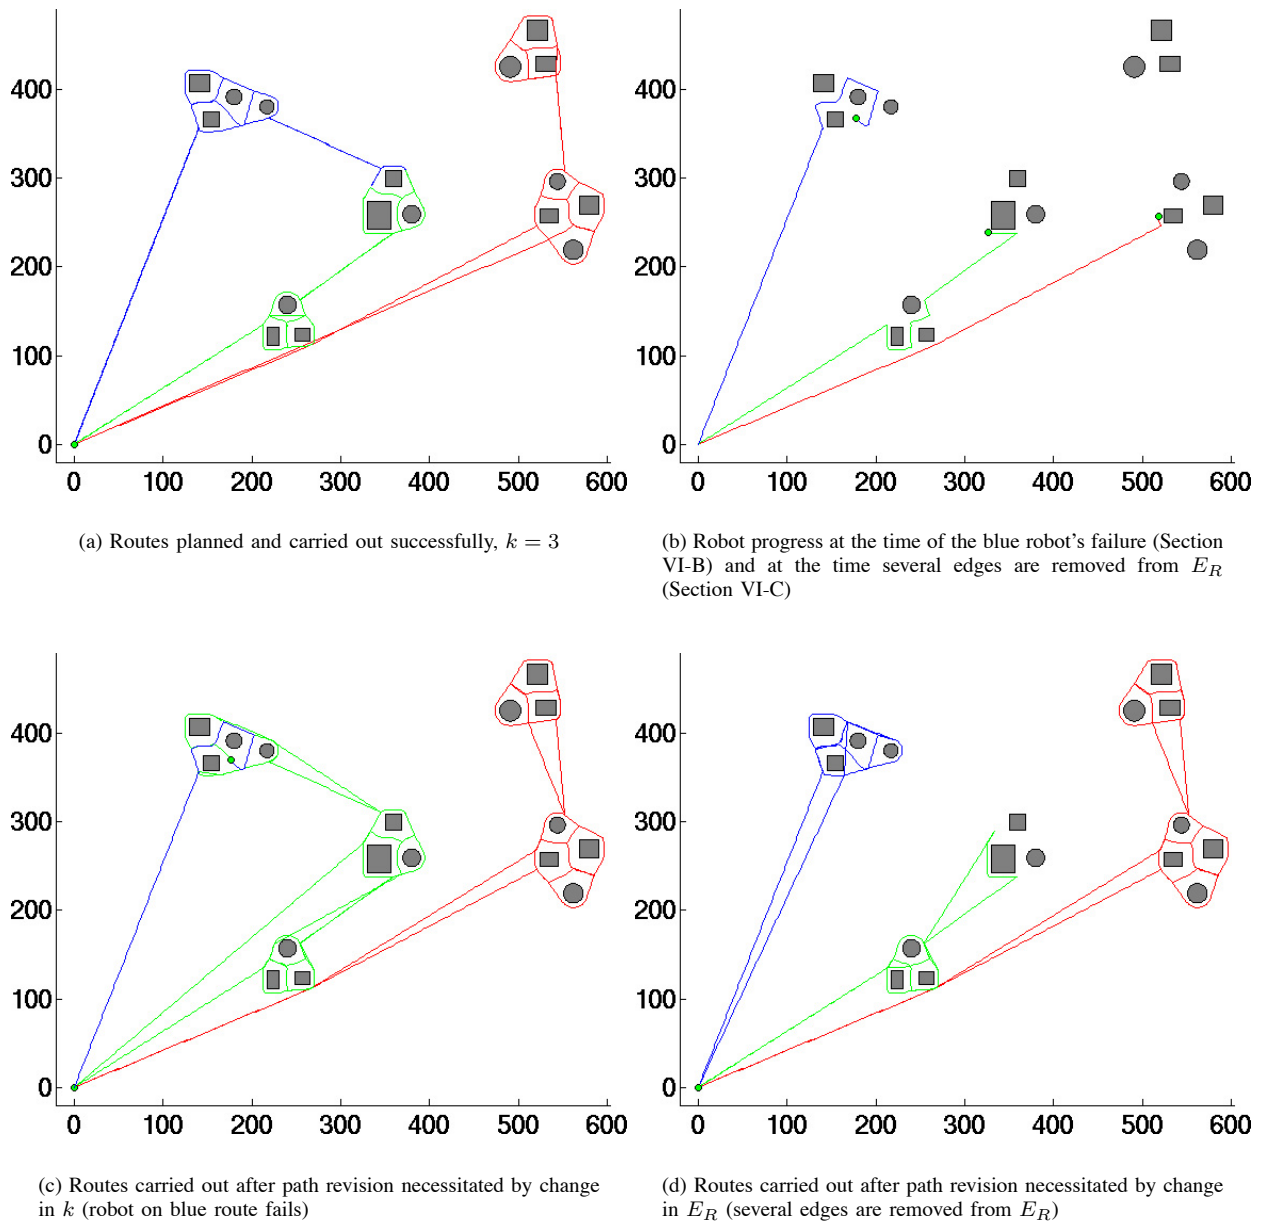 400
300
200
100
0
0 100 200 300 400 500 600
400
300
200
100
0
0 100 200 300 400 500 600
(a) Routes planned and carried out successfully, k = 3
(b) Robot progress at the time of the blue robot's failure (Section
VI-B) and at the time several edges are removed from E_R
(Section VI-C)
400
300
200
100
0
0 100 200 300 400 500 600
400
300
200
100
0
0 100 200 300 400 500 600
(c) Routes carried out after path revision necessitated by change
in k (robot on blue route fails)
(d) Routes carried out after path revision necessitated by change
in E_R (several edges are removed from E_R)